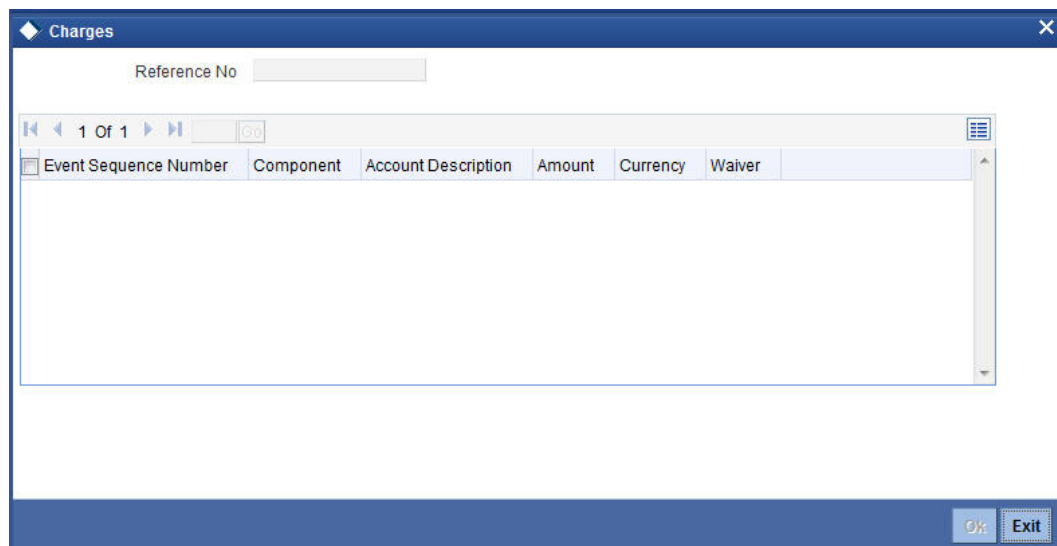 Charges
Reference No
1 Of 1 Go
Event Sequence Number Component Account Description Amount Currency Waiver
Ok Exit